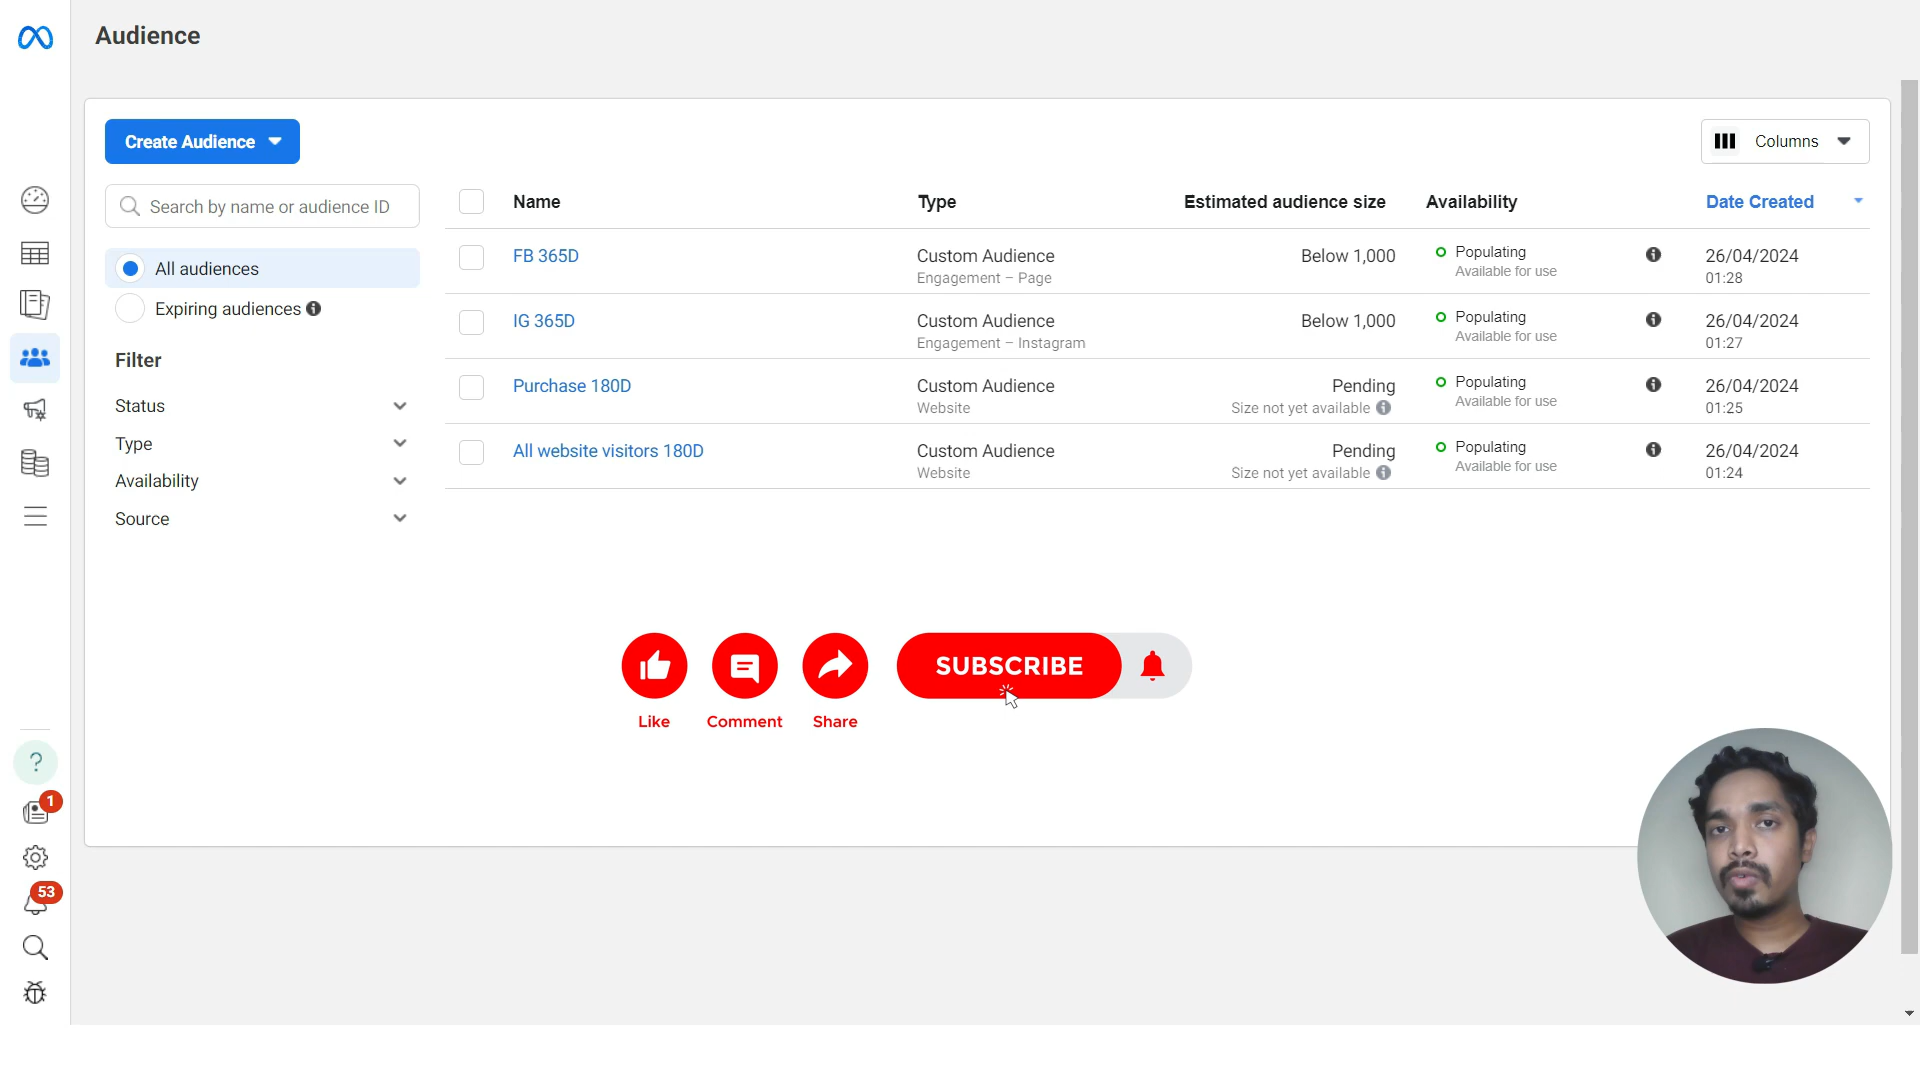 Audience
Create Audience
Columns
Search by name or audience ID
All audiences
Expiring audiences
Filter
Status
Type
Availability
Source
Name Type Estimated audience size Availability Date Created
FB 365D Custom Audience Below 1,000 Populating 26/04/2024
Engagement – Page Available for use 01:28
IG 365D Custom Audience Below 1,000 Populating 26/04/2024
Engagement – Instagram Available for use 01:27
Purchase 180D Custom Audience Pending Populating 26/04/2024
Website Size not yet available Available for use 01:25
All website visitors 180D Custom Audience Pending Populating 26/04/2024
Website Size not yet available Available for use 01:24
SUBSCRIBE
Like Comment Share
?
1
53